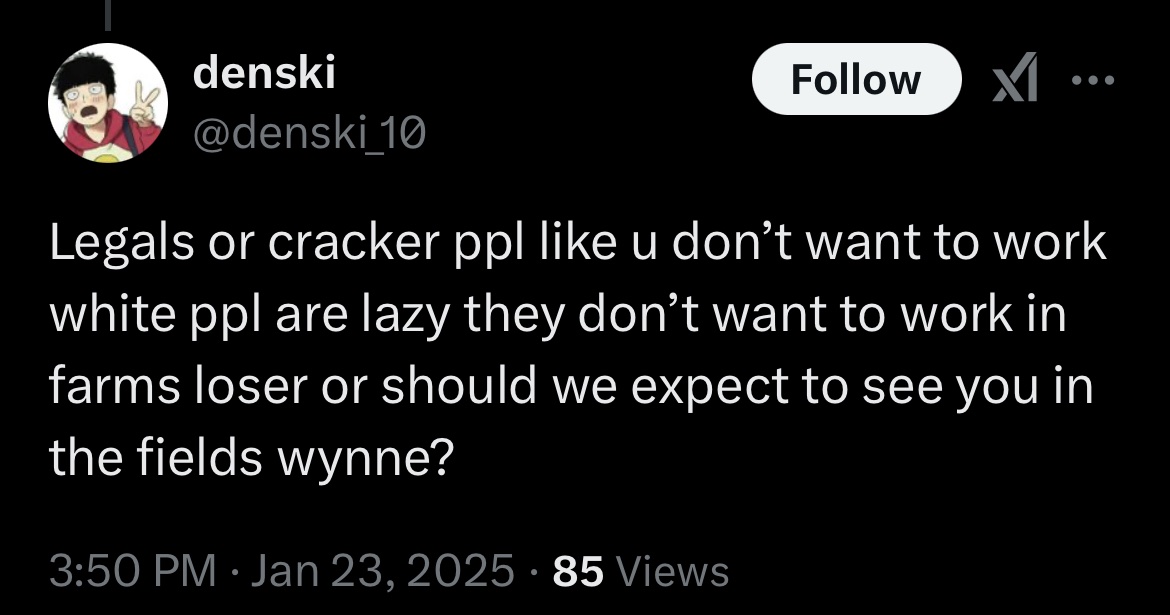 denski
Follow
@denski_10
Legals or cracker ppl like u don’t want to work
white ppl are lazy they don’t want to work in
farms loser or should we expect to see you in
the fields wynne?
3:50 PM · Jan 23, 2025 · 85 Views